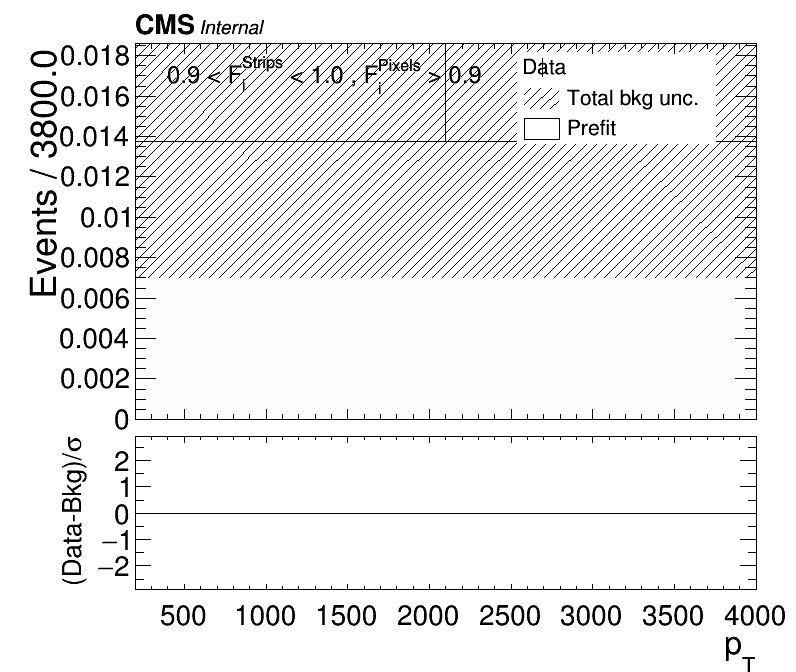 CMS Internal
Events / 3800.0
0.018
0.016
0.014
0.012
0.01
0.008
0.006
0.004
0.002
0
0.9 < F_i^Strips < 1.0 , F_i^Pixels > 0.9
Data
Total bkg unc.
Prefit
(Data-Bkg)/σ
2
1
0
−1
−2
500 1000 1500 2000 2500 3000 3500 4000
p_T